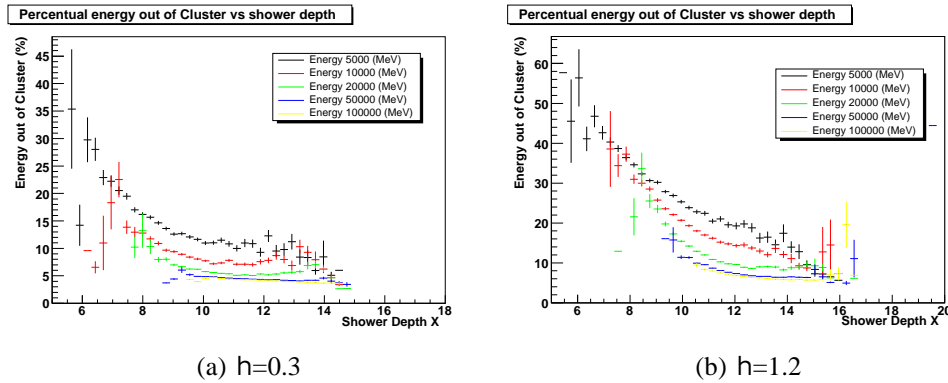 Percentual energy out of Cluster vs shower depth
Energy out of Cluster (%)
45
40
35
30
25
20
15
10
5
0
Energy 5000 (MeV)
Energy 10000 (MeV)
Energy 20000 (MeV)
Energy 50000 (MeV)
Energy 100000 (MeV)
6 8 10 12 14 16 18
Shower Depth X
(a) h=0.3
Percentual energy out of Cluster vs shower depth
Energy out of Cluster (%)
60
50
40
30
20
10
0
Energy 5000 (MeV)
Energy 10000 (MeV)
Energy 20000 (MeV)
Energy 50000 (MeV)
Energy 100000 (MeV)
6 8 10 12 14 16 18 20
Shower Depth X
(b) h=1.2